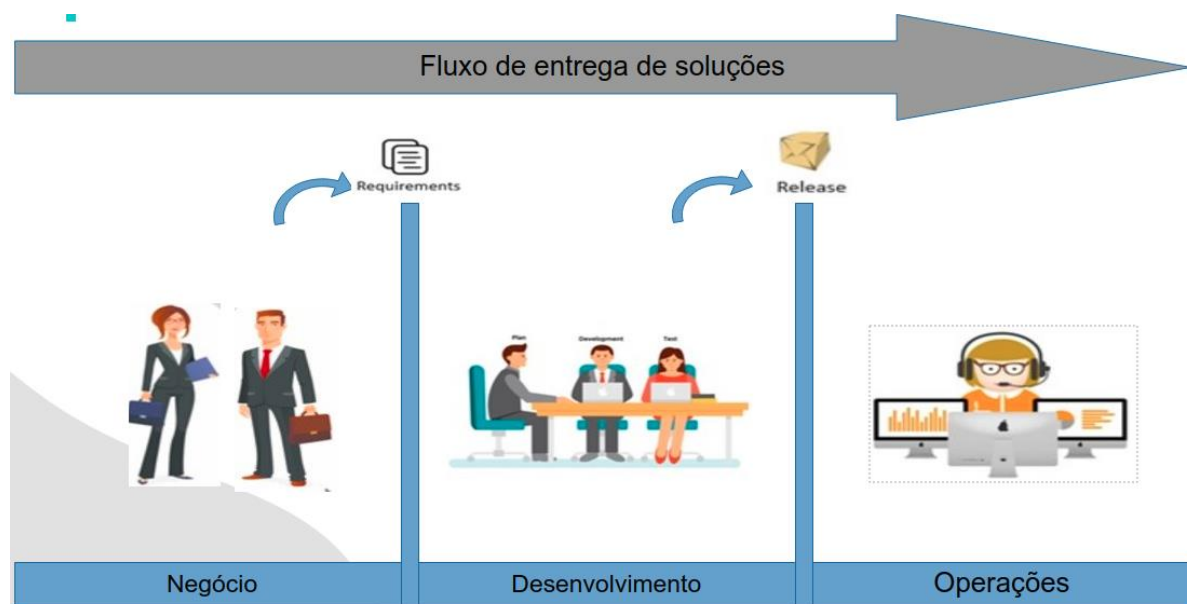 Fluxo de entrega de soluções
Requirements
Release
Plan
Development
Test
Negócio
Desenvolvimento
Operações